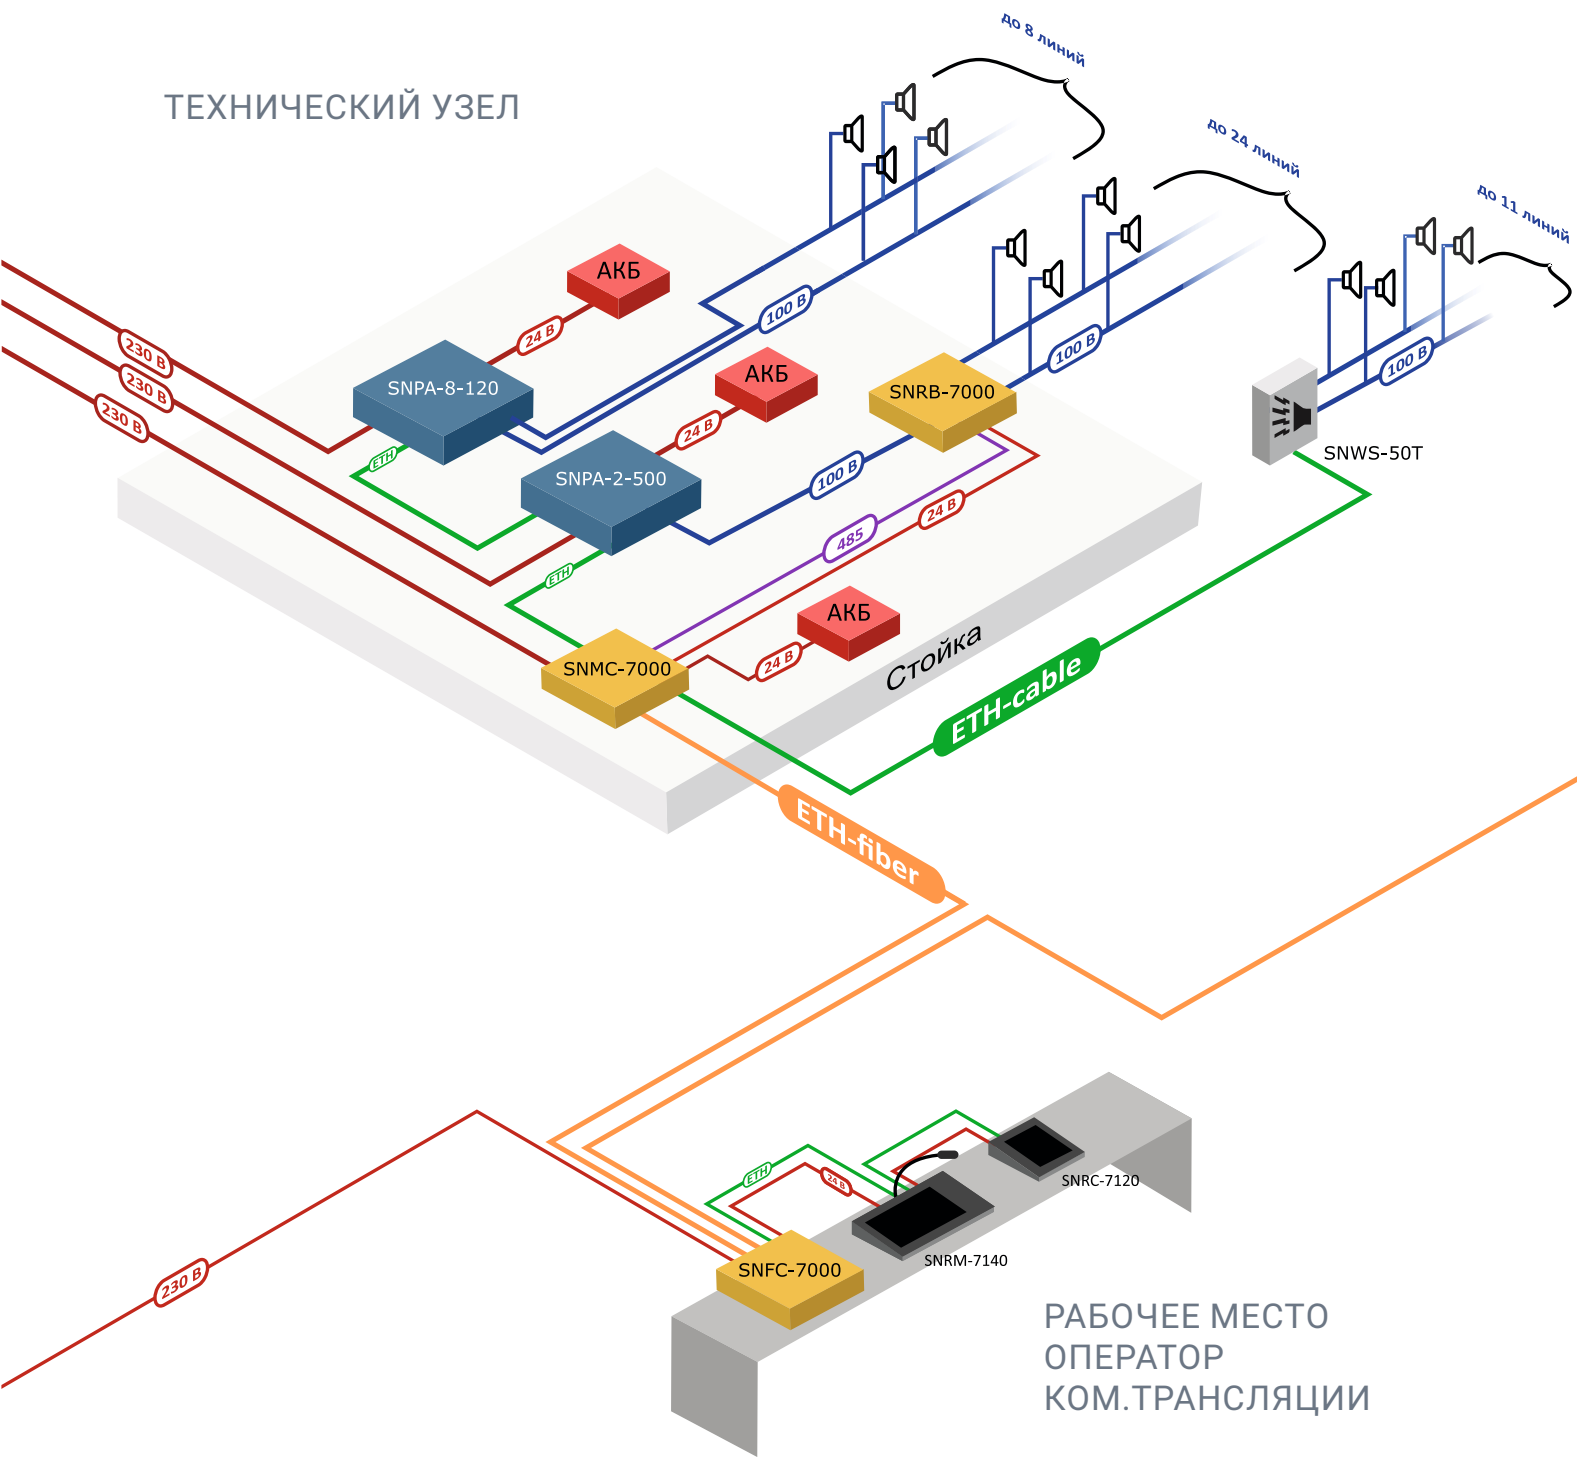 до 8 линий
ТЕХНИЧЕСКИЙ УЗЕЛ
до 24 линий
до 11 линий
АКБ
100 В
24 В
230 В
230 В
230 В
SNPA-8-120
АКБ
SNRB-7000
100 В
100 В
24 В
ETH
SNWS-50T
SNPA-2-500
100 В
24 В
485
ETH
АКБ
SNMC-7000
24 В
Стойка
ETH-cable
ETH-fiber
ETH
24 В
SNRC-7120
SNRM-7140
SNFC-7000
230 В
РАБОЧЕЕ МЕСТО
ОПЕРАТОР
КОМ.ТРАНСЛЯЦИИ